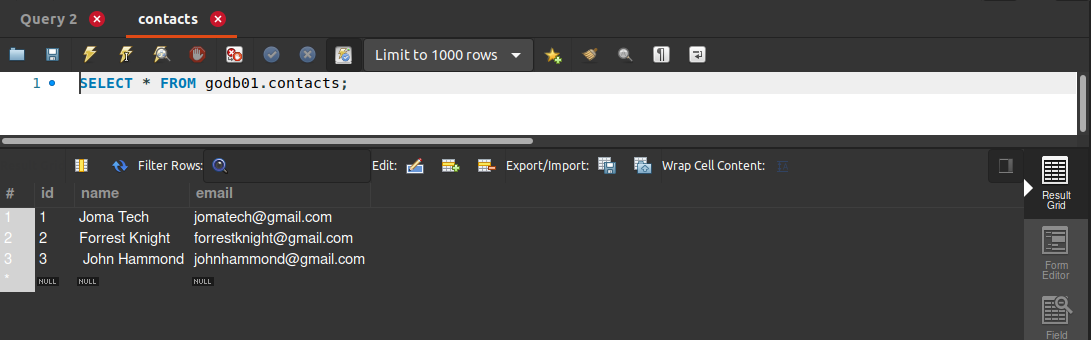 Query 2 contacts
Limit to 1000 rows
1 SELECT * FROM godb01.contacts;
Filter Rows: Edit: Export/Import: Wrap Cell Content:
# id name email
1 1 Joma Tech jomatech@gmail.com
2 2 Forrest Knight forrestknight@gmail.com
3 3 John Hammond johnhammond@gmail.com
* NULL NULL NULL
Result
Grid
Form
Editor
Field